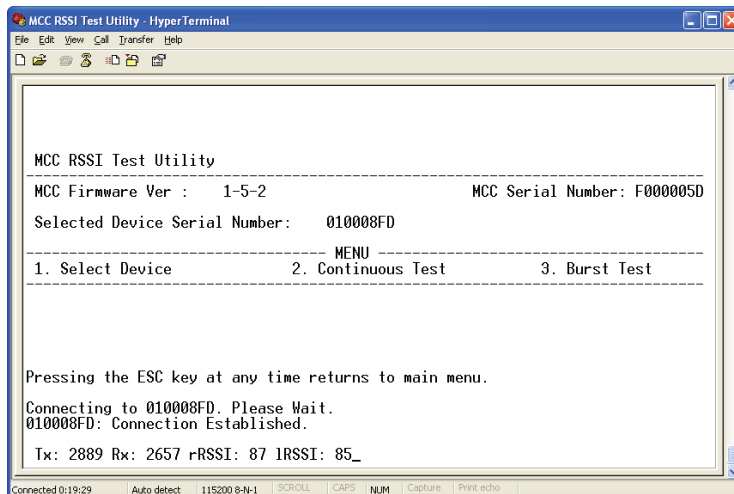 MCC RSSI Test Utility - HyperTerminal
File Edit View Call Transfer Help
MCC RSSI Test Utility
MCC Firmware Ver : 1-5-2 MCC Serial Number: F000005D
Selected Device Serial Number: 010008FD
MENU
1. Select Device 2. Continuous Test 3. Burst Test
Pressing the ESC key at any time returns to main menu.
Connecting to 010008FD. Please Wait.
010008FD: Connection Established.
Tx: 2889 Rx: 2657 rRSSI: 87 lRSSI: 85_
Connected 0:19:29 Auto detect 115200 8-N-1 SCROLL CAPS NUM Capture Print echo